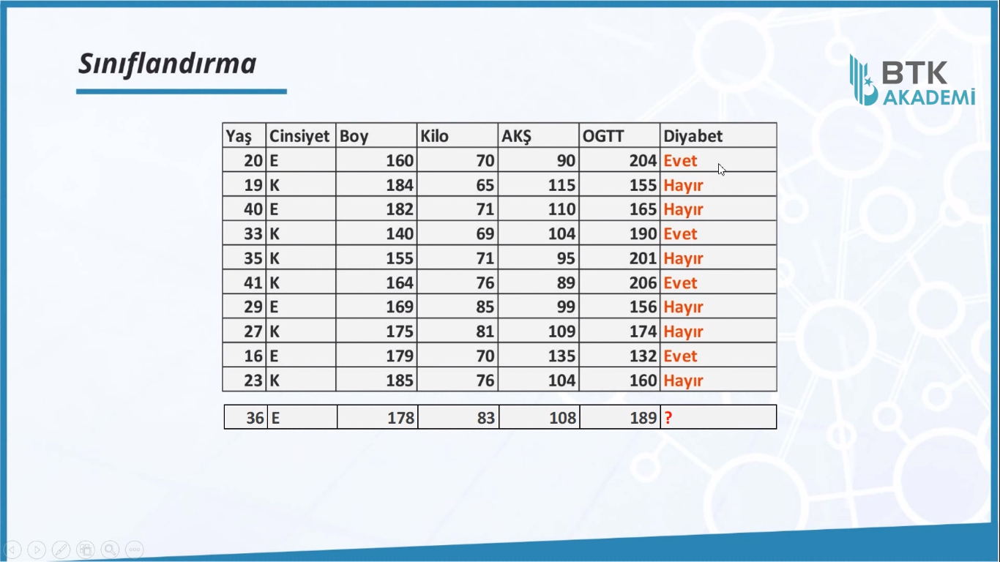 Sınıflandırma
BTK
AKADEMİ
Yaş Cinsiyet Boy Kilo AKŞ OGTT Diyabet
20 E 160 70 90 204 Evet
19 K 184 65 115 155 Hayır
40 E 182 71 110 165 Hayır
33 K 140 69 104 190 Evet
35 K 155 71 95 201 Hayır
41 K 164 76 89 206 Evet
29 E 169 85 99 156 Hayır
27 K 175 81 109 174 Hayır
16 E 179 70 135 132 Evet
23 K 185 76 104 160 Hayır
36 E 178 83 108 189 ?